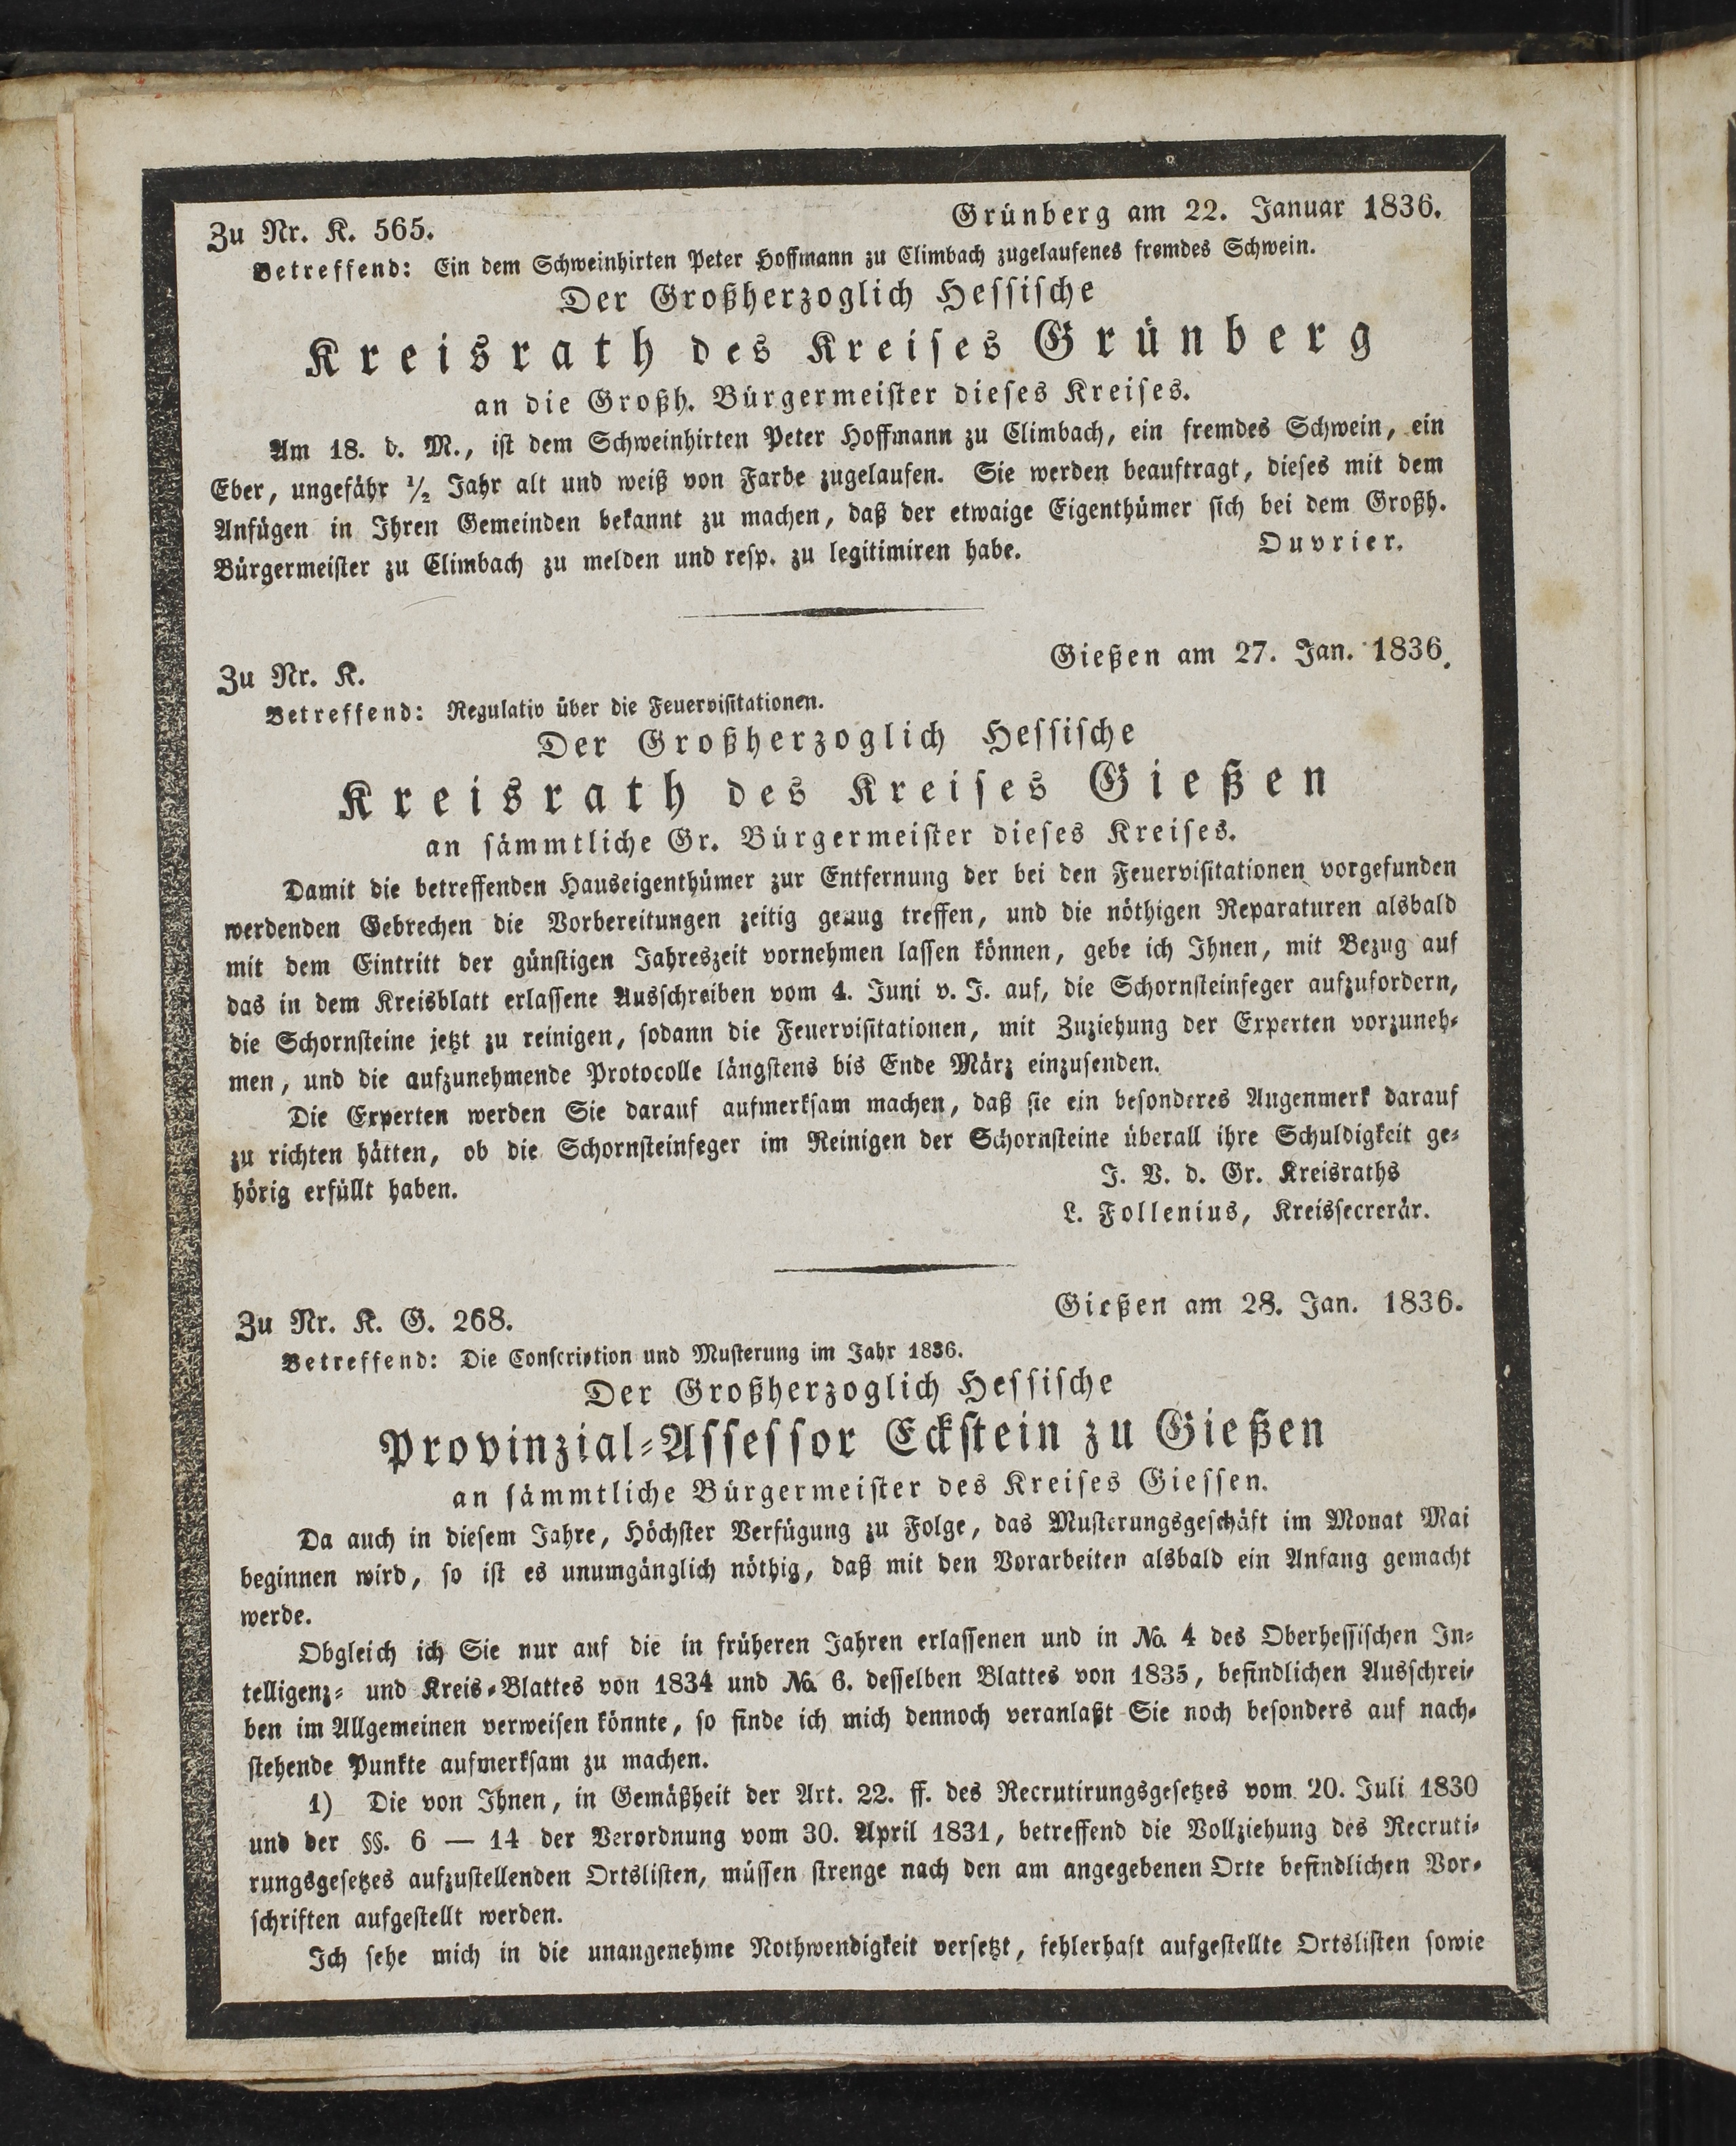 Zu Nr. K. 565.
Grünberg am 22. Januar 1836.
Betreffend: Ein dem Schweinhirten Peter Hoffmann zu Climbach zugelaufenes fremdes Schwein.
Der Großherzoglich Hessische
Kreisrath des Kreises Grünberg
an die Großh. Bürgermeister dieses Kreises.
Am 18. d. M., ist dem Schweinhirten Peter Hoffmann zu Climbach, ein fremdes Schwein, ein
Eber, ungefähr 1/2 Jahr alt und weiß von Farbe zugelaufen. Sie werden beauftragt, dieses mit dem
Anfügen in Ihren Gemeinden bekannt zu machen, daß der etwaige Eigenthümer sich bei dem Großh.
Bürgermeister zu Climbach zu melden und resp. zu legitimiren habe.
Ouvrier.
Zu Nr. K.
Gießen am 27. Jan. 1836.
Betreffend: Regulativ über die Feuervisitationen.
Der Großherzoglich Hessische
Kreisrath des Kreises Gießen
an sämmtliche Gr. Bürgermeister dieses Kreises.
Damit die betreffenden Hauseigenthümer zur Entfernung der bei den Feuervisitationen vorgefunden
werdenden Gebrechen die Vorbereitungen zeitig genug treffen, und die nöthigen Reparaturen alsbald
mit dem Eintritt der günstigen Jahreszeit vornehmen lassen können, gebe ich Ihnen, mit Bezug auf
das in dem Kreisblatt erlassene Ausschreiben vom 4. Juni v. J. auf, die Schornsteinfeger aufzufordern,
die Schornsteine jetzt zu reinigen, sodann die Feuervisitationen, mit Zuziehung der Experten vorzuneh-
men, und die aufzunehmende Protocolle längstens bis Ende März einzusenden.
Die Experten werden Sie darauf aufmerksam machen, daß sie ein besonderes Augenmerk darauf
zu richten hätten, ob die Schornsteinfeger im Reinigen der Schornsteine überall ihre Schuldigkeit ge-
hörig erfüllt haben.
J. V. d. Gr. Kreisraths
L. Follenius, Kreissecrerär.
Zu Nr. K. G. 268.
Gießen am 28. Jan. 1836.
Betreffend: Die Conscription und Musterung im Jahr 1836.
Der Großherzoglich Hessische
Provinzial-Assessor Eckstein zu Gießen
an sämmtliche Bürgermeister des Kreises Giessen.
Da auch in diesem Jahre, Höchster Verfügung zu Folge, das Musterungsgeschäft im Monat Mai
beginnen wird, so ist es unumgänglich nöthig, daß mit den Vorarbeiten alsbald ein Anfang gemacht
werde.
Obgleich ich Sie nur auf die in früheren Jahren erlassenen und in No. 4 des Oberhessischen In-
telligenz- und Kreis-Blattes von 1834 und No. 6. desselben Blattes von 1835, befindlichen Ausschrei-
ben im Allgemeinen verweisen könnte, so finde ich mich dennoch veranlaßt Sie noch besonders auf nach-
stehende Punkte aufmerksam zu machen.
1) Die von Ihnen, in Gemäßheit der Art. 22. ff. des Recrutirungsgesetzes vom 20. Juli 1830
und der §§. 6 — 14 der Verordnung vom 30. April 1831, betreffend die Vollziehung des Recruti-
rungsgesetzes aufzustellenden Ortslisten, müssen strenge nach den am angegebenen Orte befindlichen Vor-
schriften aufgestellt werden.
Ich sehe mich in die unangenehme Nothwendigkeit versetzt, fehlerhaft aufgestellte Ortslisten sowie